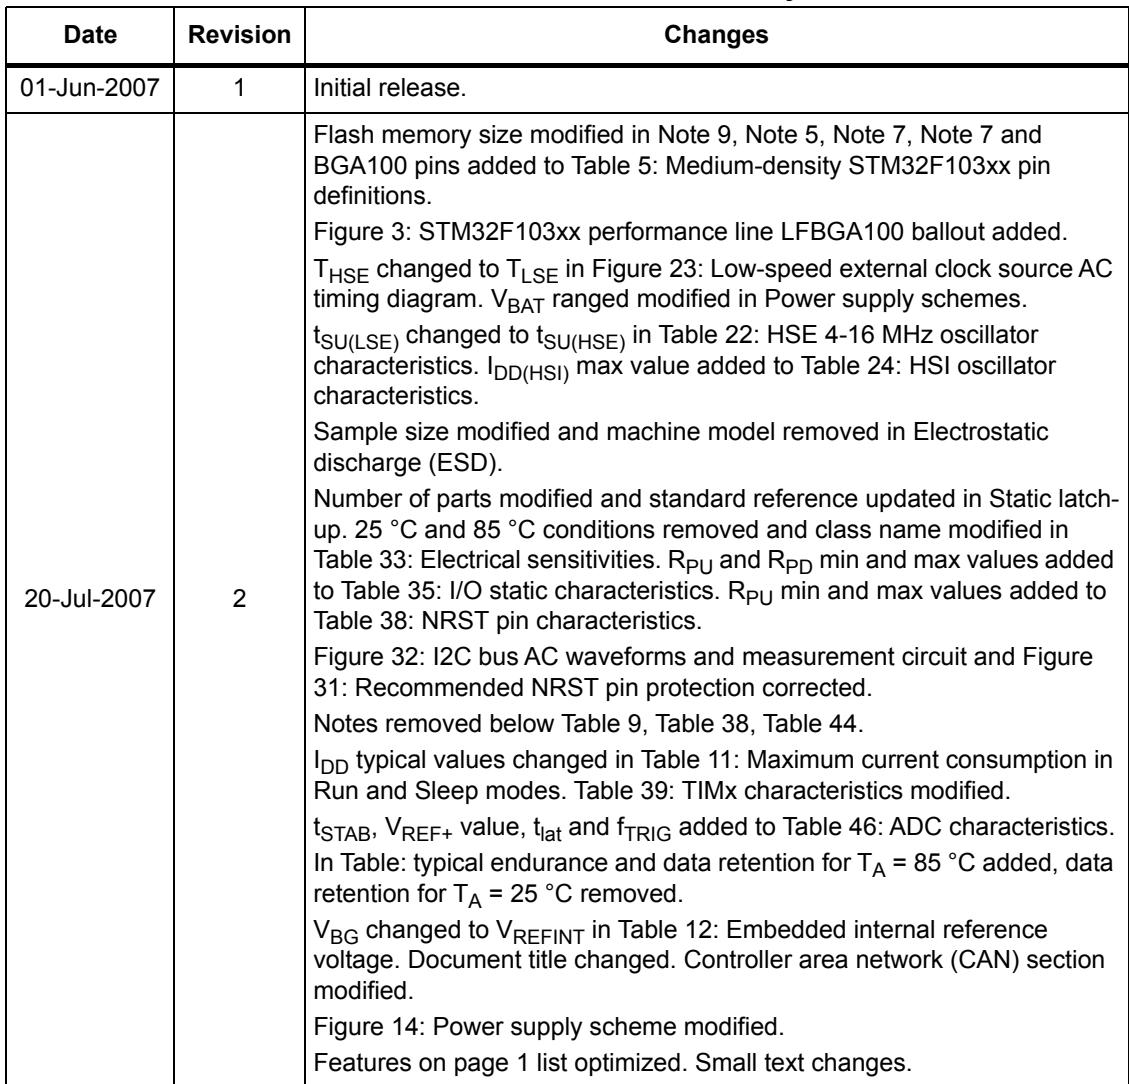 Date Revision Changes
01-Jun-2007 1 Initial release.
Flash memory size modified in Note 9, Note 5, Note 7, Note 7 and
BGA100 pins added to Table 5: Medium-density STM32F103xx pin
definitions.
Figure 3: STM32F103xx performance line LFBGA100 ballout added.
THSE changed to TLSE in Figure 23: Low-speed external clock source AC
timing diagram. VBAT ranged modified in Power supply schemes.
tSU(LSE) changed to tSU(HSE) in Table 22: HSE 4-16 MHz oscillator
characteristics. IDD(HSI) max value added to Table 24: HSI oscillator
characteristics.
Sample size modified and machine model removed in Electrostatic
discharge (ESD).
Number of parts modified and standard reference updated in Static latch-
up. 25 °C and 85 °C conditions removed and class name modified in
Table 33: Electrical sensitivities. RPU and RPD min and max values added
to Table 35: I/O static characteristics. RPU min and max values added to
Table 38: NRST pin characteristics.
20-Jul-2007 2
Figure 32: I2C bus AC waveforms and measurement circuit and Figure
31: Recommended NRST pin protection corrected.
Notes removed below Table 9, Table 38, Table 44.
IDD typical values changed in Table 11: Maximum current consumption in
Run and Sleep modes. Table 39: TIMx characteristics modified.
tSTAB, VREF+ value, tlat and fTRIG added to Table 46: ADC characteristics.
In Table: typical endurance and data retention for TA = 85 °C added, data
retention for TA = 25 °C removed.
VBG changed to VREFINT in Table 12: Embedded internal reference
voltage. Document title changed. Controller area network (CAN) section
modified.
Figure 14: Power supply scheme modified.
Features on page 1 list optimized. Small text changes.